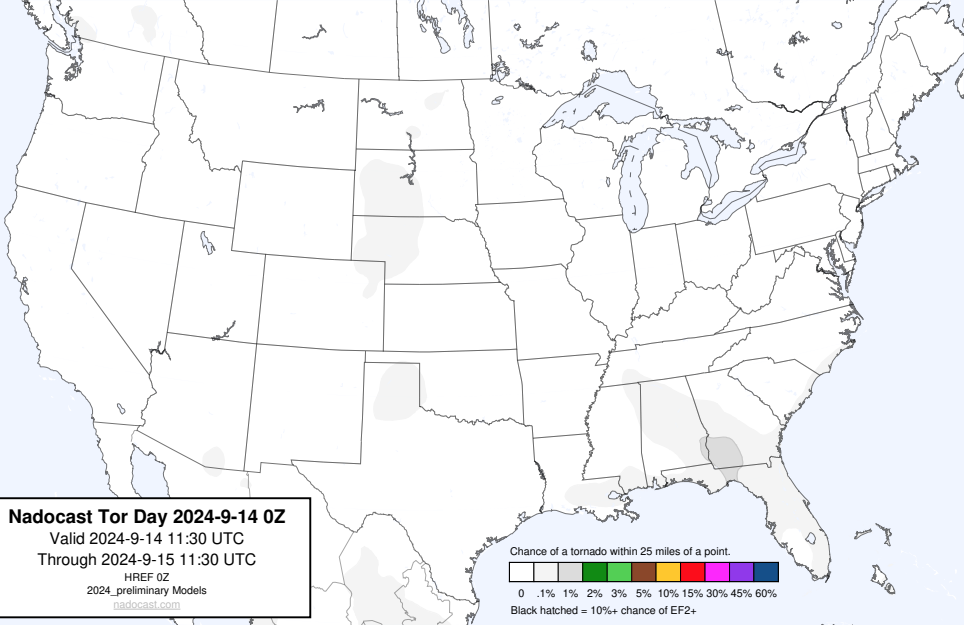 Nadocast Tor Day 2024-9-14 0Z
Valid 2024-9-14 11:30 UTC
Through 2024-9-15 11:30 UTC
HREF 0Z
2024_preliminary Models
nadocast.com
Chance of a tornado within 25 miles of a point.
0 .1% 1% 2% 3% 5% 10% 15% 30% 45% 60%
Black hatched = 10%+ chance of EF2+